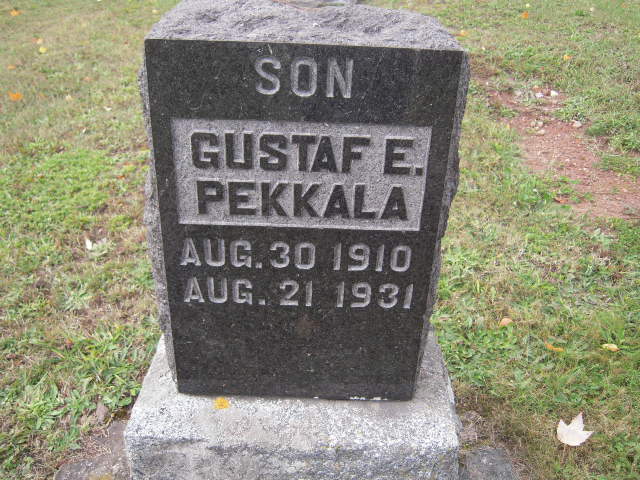 SON
GUSTAF E.
PEKKALA
AUG. 30 1910
AUG. 21 1931